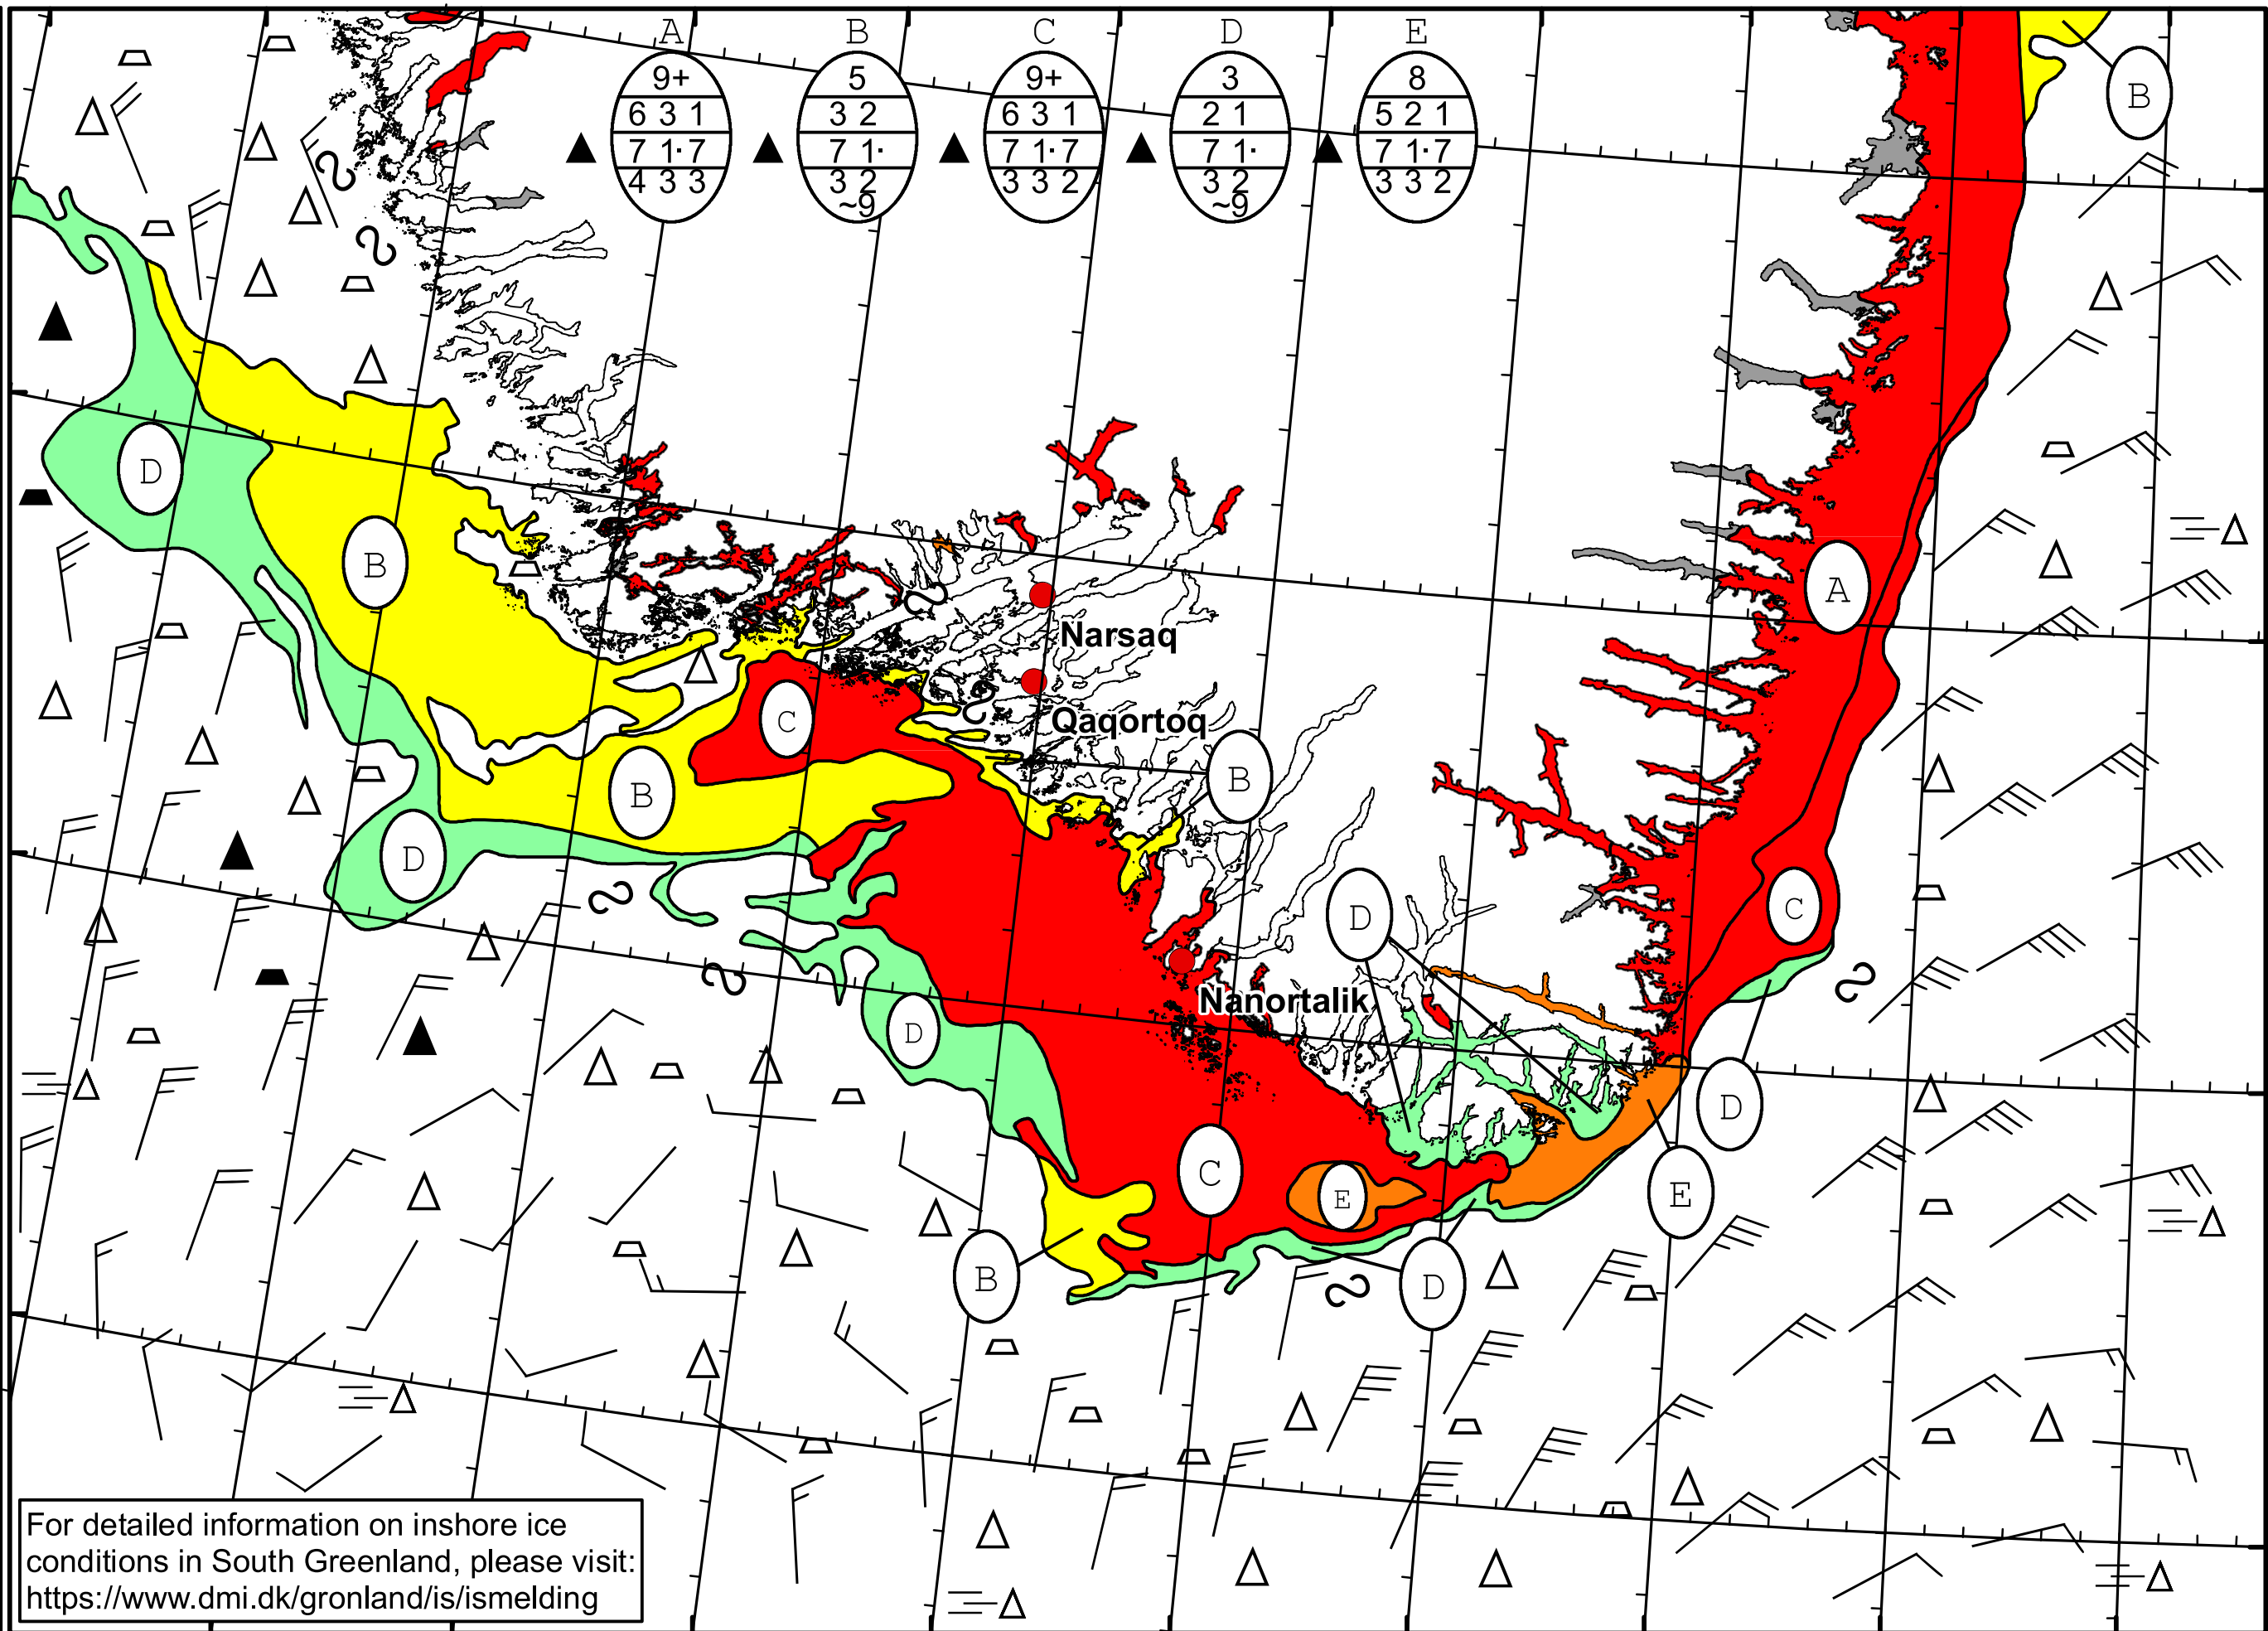 A B C D E
9+ 5 9+ 3 8
6 3 1 3 2 6 3 1 2 1 5 2 1
7 1· 7 7 1· 7 1· 7 7 1· 7 1· 7
4 3 3 3 2 3 3 2 3 2 3 3 2
~9 ~9
B
D
B
A
Narsaq
C
Qaqortoq
B
B
D
C
D
Nanortalik
D
D
C
E
E
B
D
For detailed information on inshore ice
conditions in South Greenland, please visit:
https://www.dmi.dk/gronland/is/ismelding